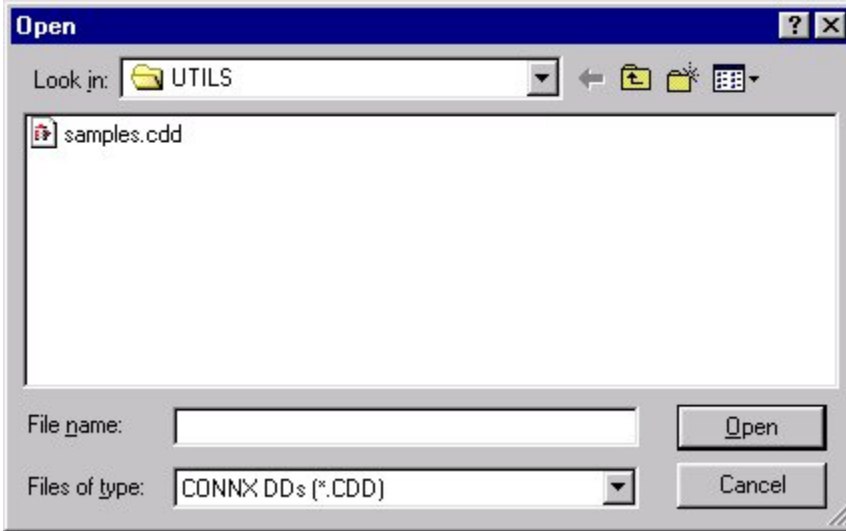 Open
Look in: UTILS
samples.cdd
File name:
Open
Files of type: CONNX DDs (*.CDD)
Cancel